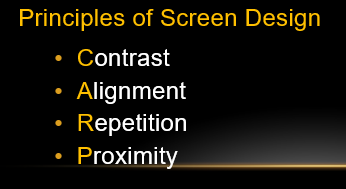 Principles of Screen Design
• Contrast
• Alignment
• Repetition
• Proximity